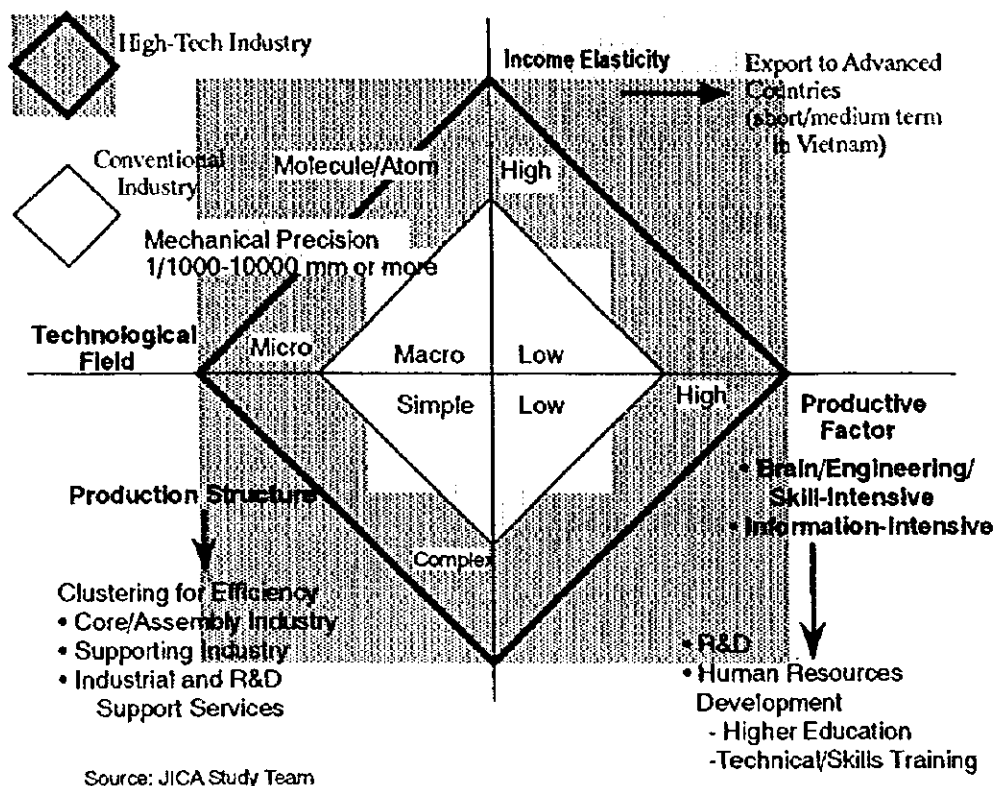 High-Tech Industry
Income Elasticity
Export to Advanced
Countries
(short/medium term
in Vietnam)
Conventional
Industry
Molecule/Atom
High
Mechanical Precision
1/1000-10000 mm or more
Technological
Field
Micro
Macro
Low
Simple
Low
High
Productive
Factor
• Brain/Engineering/
Skill-Intensive
• Information-Intensive
Production Structure
Complex
Clustering for Efficiency
• Core/Assembly Industry
• Supporting Industry
• Industrial and R&D
Support Services
• R&D
• Human Resources
Development
- Higher Education
-Technical/Skills Training
Source: JICA Study Team